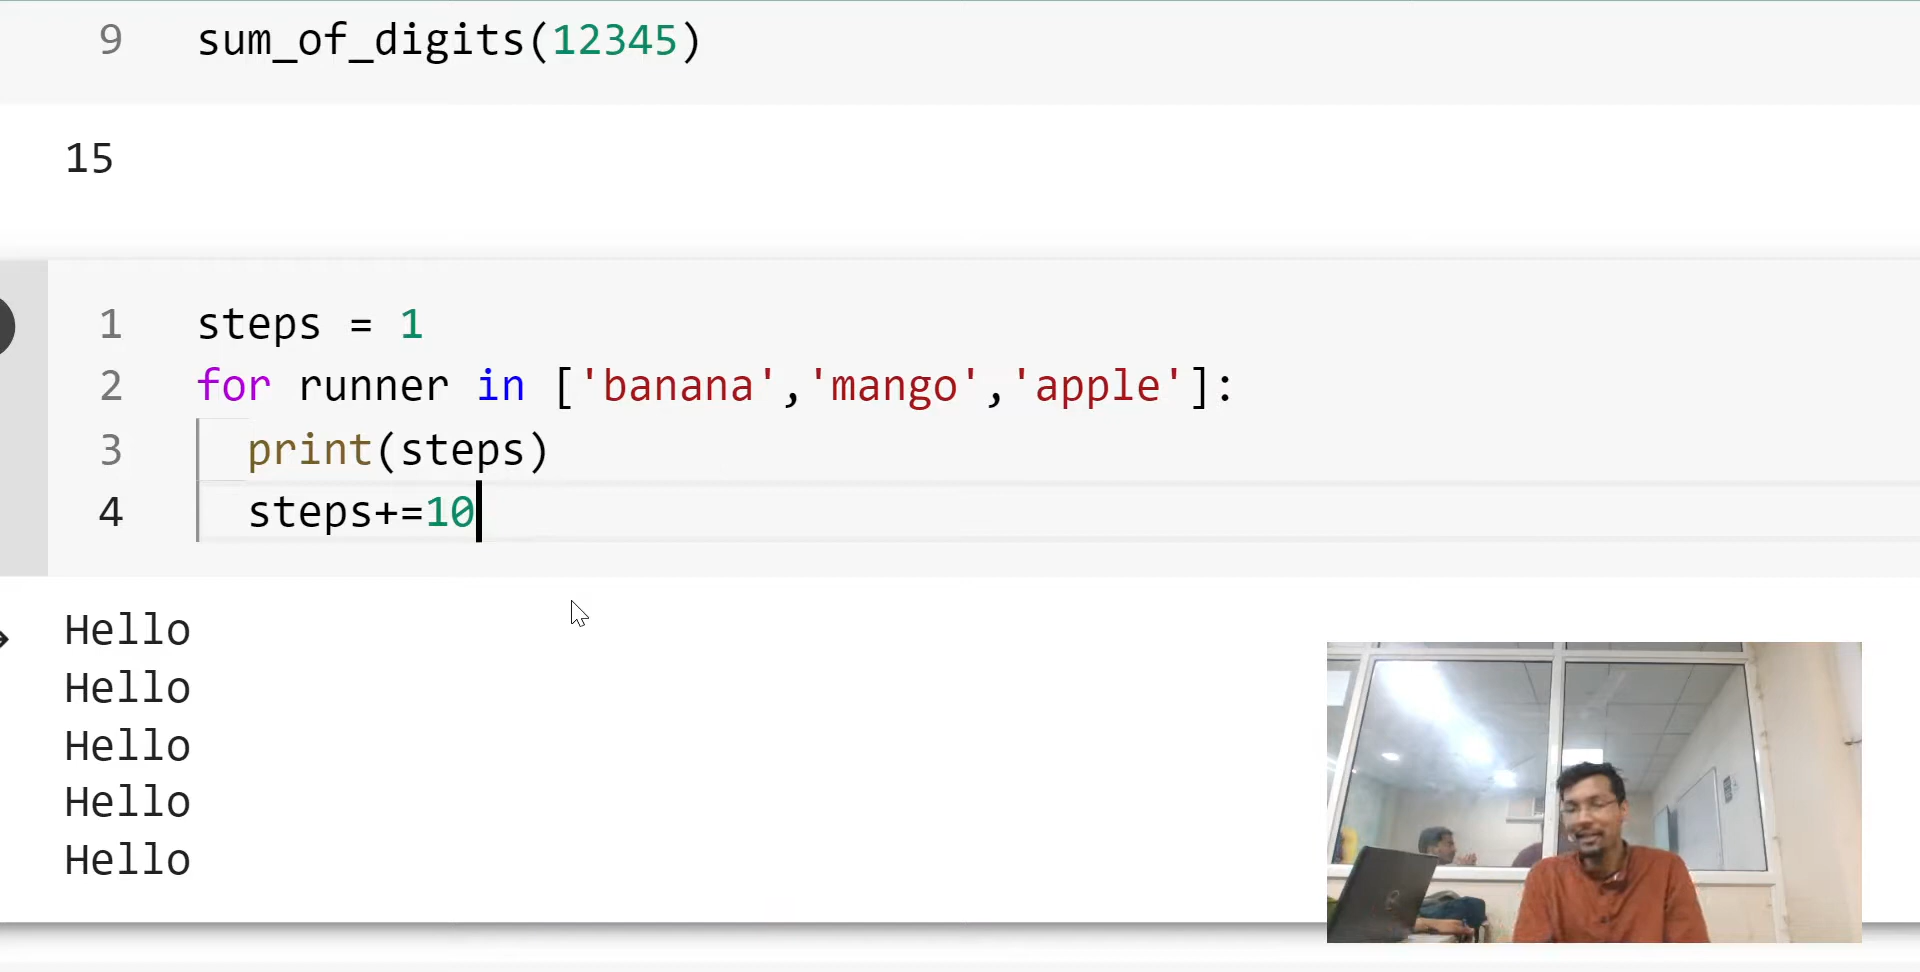 9 sum_of_digits(12345)
15
1 steps = 1
2 for runner in ['banana','mango','apple']:
3 print(steps)
4 steps+=10
Hello
Hello
Hello
Hello
Hello